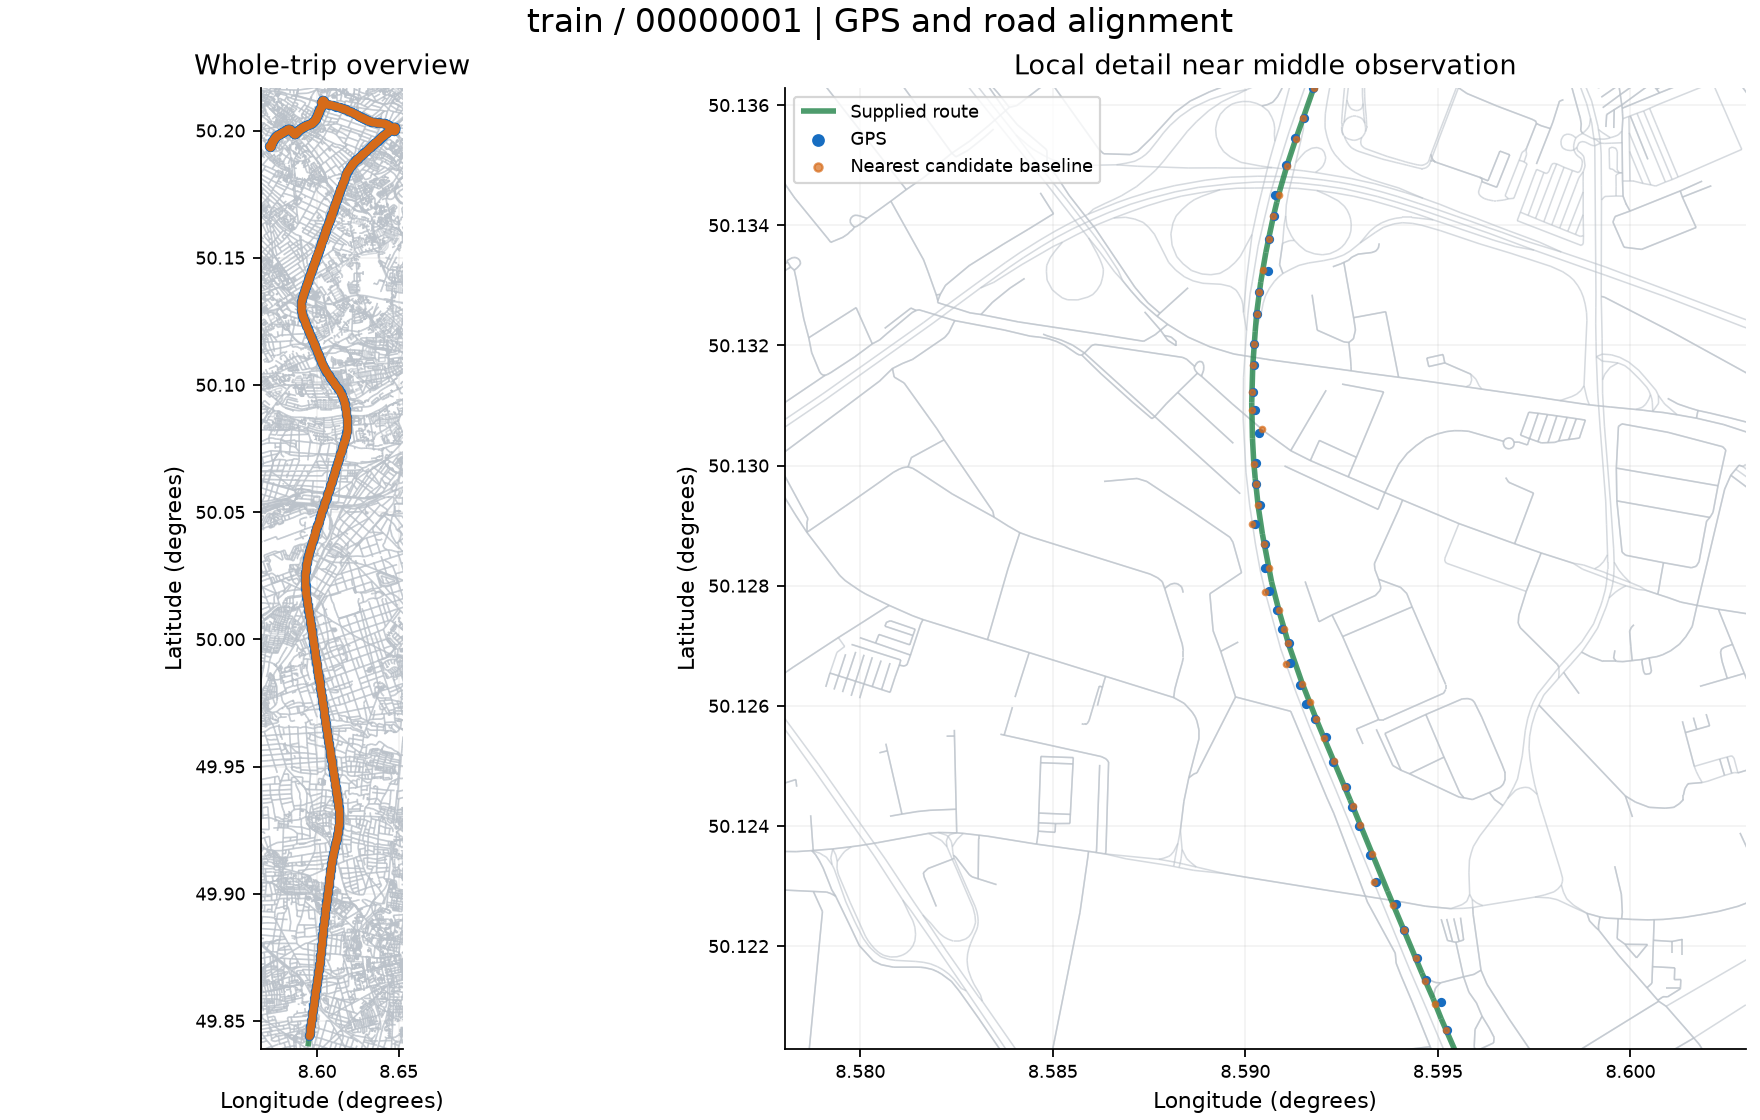 train / 00000001 | GPS and road alignment
Whole-trip overview
Latitude (degrees)
50.20
50.15
50.10
50.05
50.00
49.95
49.90
49.85
8.60
8.65
Longitude (degrees)
Local detail near middle observation
Supplied route
GPS
Nearest candidate baseline
Latitude (degrees)
50.136
50.134
50.132
50.130
50.128
50.126
50.124
50.122
8.580
8.585
8.590
8.595
8.600
Longitude (degrees)